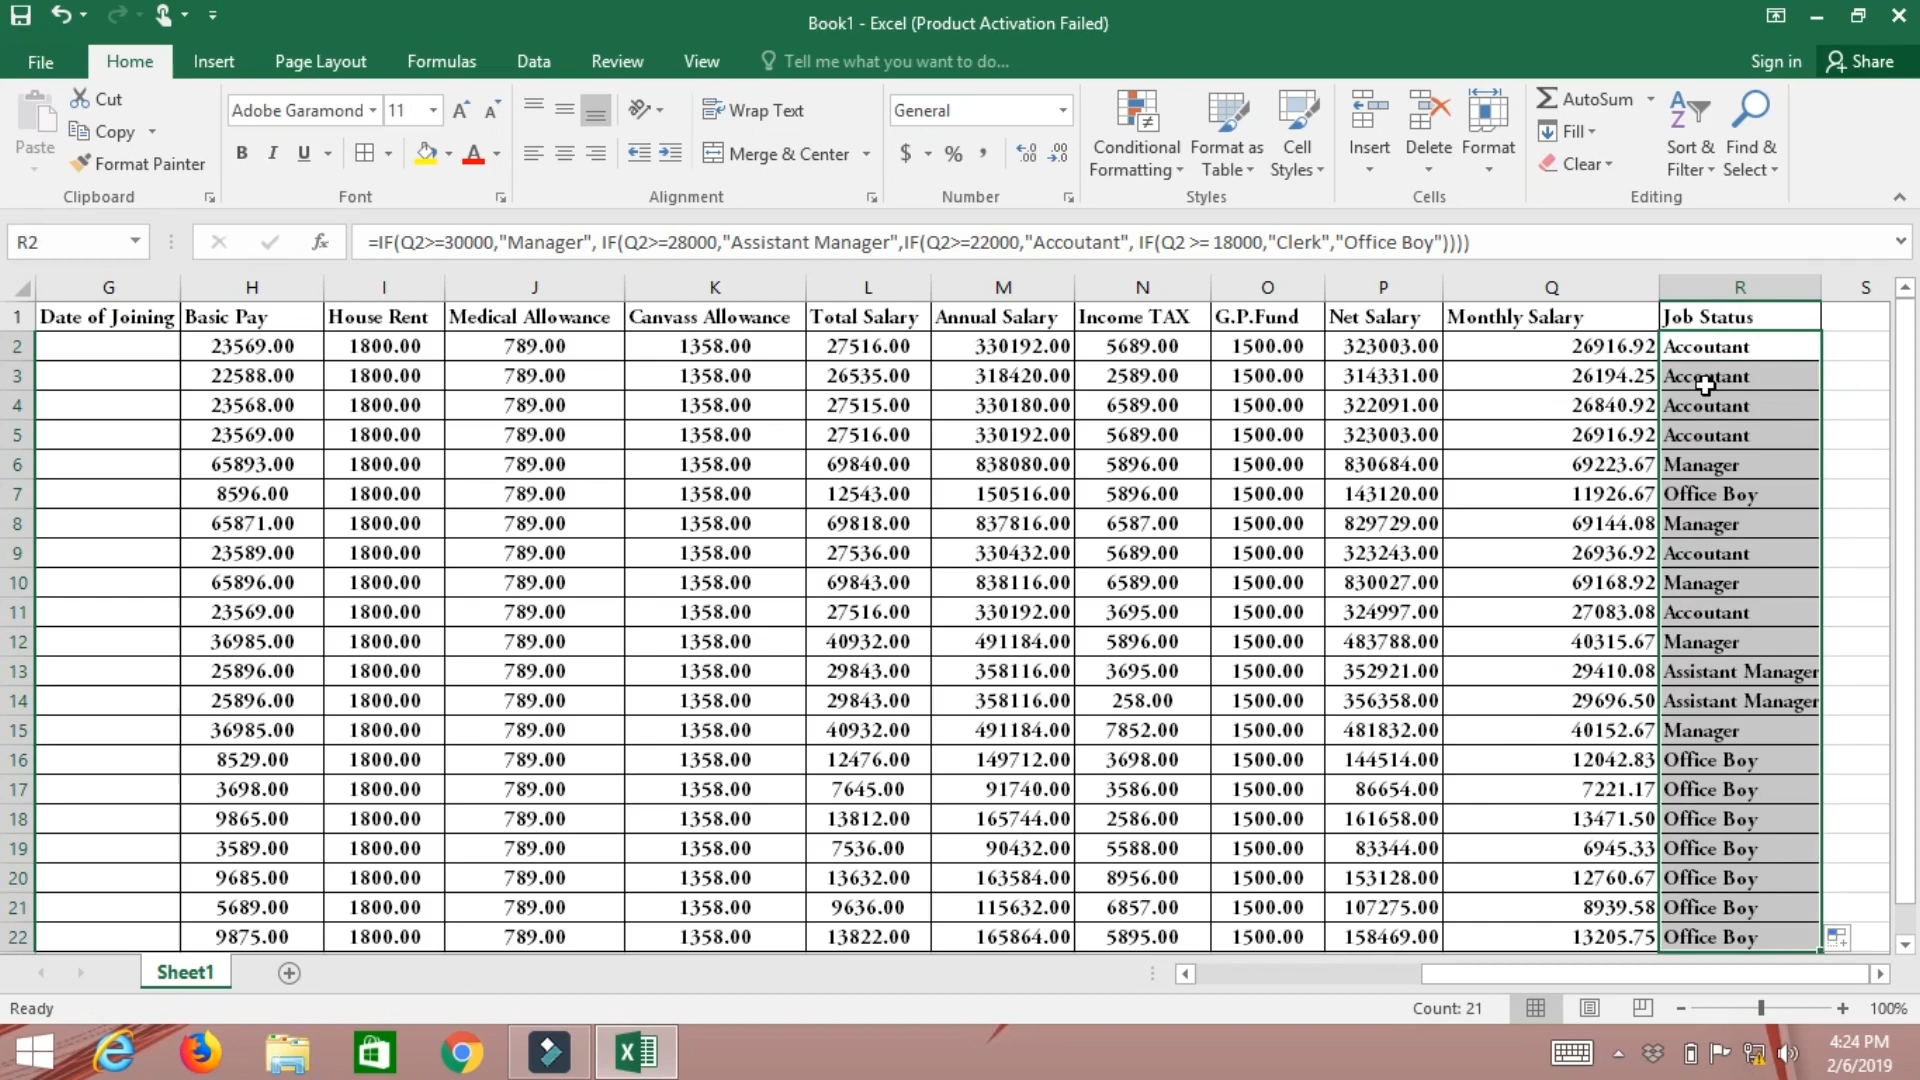 Book1 - Excel (Product Activation Failed)
File Home Insert Page Layout Formulas Data Review View Tell me what you want to do... Sign in Share
Paste Cut Copy Format Painter Clipboard
Adobe Garamond 11 B I U Font
Wrap Text Merge & Center Alignment
General $ % Number
Conditional Formatting Format as Table Cell Styles Styles
Insert Delete Format Cells
AutoSum Fill Clear Sort & Filter Find & Select Editing
R2 fx =IF(Q2>=30000,"Manager", IF(Q2>=28000,"Assistant Manager",IF(Q2>=22000,"Accoutant", IF(Q2 >= 18000,"Clerk","Office Boy"))))
G H I J K L M N O P Q R S
1 Date of Joining Basic Pay House Rent Medical Allowance Canvass Allowance Total Salary Annual Salary Income TAX G.P.Fund Net Salary Monthly Salary Job Status
2 23569.00 1800.00 789.00 1358.00 27516.00 330192.00 5689.00 1500.00 323003.00 26916.92 Accoutant
3 22588.00 1800.00 789.00 1358.00 26535.00 318420.00 2589.00 1500.00 314331.00 26194.25 Accoutant
4 23568.00 1800.00 789.00 1358.00 27515.00 330180.00 6589.00 1500.00 322091.00 26840.92 Accoutant
5 23569.00 1800.00 789.00 1358.00 27516.00 330192.00 5689.00 1500.00 323003.00 26916.92 Accoutant
6 65893.00 1800.00 789.00 1358.00 69840.00 838080.00 5896.00 1500.00 830684.00 69223.67 Manager
7 8596.00 1800.00 789.00 1358.00 12543.00 150516.00 5896.00 1500.00 143120.00 11926.67 Office Boy
8 65871.00 1800.00 789.00 1358.00 69818.00 837816.00 6587.00 1500.00 829729.00 69144.08 Manager
9 23589.00 1800.00 789.00 1358.00 27536.00 330432.00 5689.00 1500.00 323243.00 26936.92 Accoutant
10 65896.00 1800.00 789.00 1358.00 69843.00 838116.00 6589.00 1500.00 830027.00 69168.92 Manager
11 23569.00 1800.00 789.00 1358.00 27516.00 330192.00 3695.00 1500.00 324997.00 27083.08 Accoutant
12 36985.00 1800.00 789.00 1358.00 40932.00 491184.00 5896.00 1500.00 483788.00 40315.67 Manager
13 25896.00 1800.00 789.00 1358.00 29843.00 358116.00 3695.00 1500.00 352921.00 29410.08 Assistant Manager
14 25896.00 1800.00 789.00 1358.00 29843.00 358116.00 258.00 1500.00 356358.00 29696.50 Assistant Manager
15 36985.00 1800.00 789.00 1358.00 40932.00 491184.00 7852.00 1500.00 481832.00 40152.67 Manager
16 8529.00 1800.00 789.00 1358.00 12476.00 149712.00 3698.00 1500.00 144514.00 12042.83 Office Boy
17 3698.00 1800.00 789.00 1358.00 7645.00 91740.00 3586.00 1500.00 86654.00 7221.17 Office Boy
18 9865.00 1800.00 789.00 1358.00 13812.00 165744.00 2586.00 1500.00 161658.00 13471.50 Office Boy
19 3589.00 1800.00 789.00 1358.00 7536.00 90432.00 5588.00 1500.00 83344.00 6945.33 Office Boy
20 9685.00 1800.00 789.00 1358.00 13632.00 163584.00 8956.00 1500.00 153128.00 12760.67 Office Boy
21 5689.00 1800.00 789.00 1358.00 9636.00 115632.00 6857.00 1500.00 107275.00 8939.58 Office Boy
22 9875.00 1800.00 789.00 1358.00 13822.00 165864.00 5895.00 1500.00 158469.00 13205.75 Office Boy
Sheet1
Ready Count: 21 100%
4:24 PM
2/6/2019